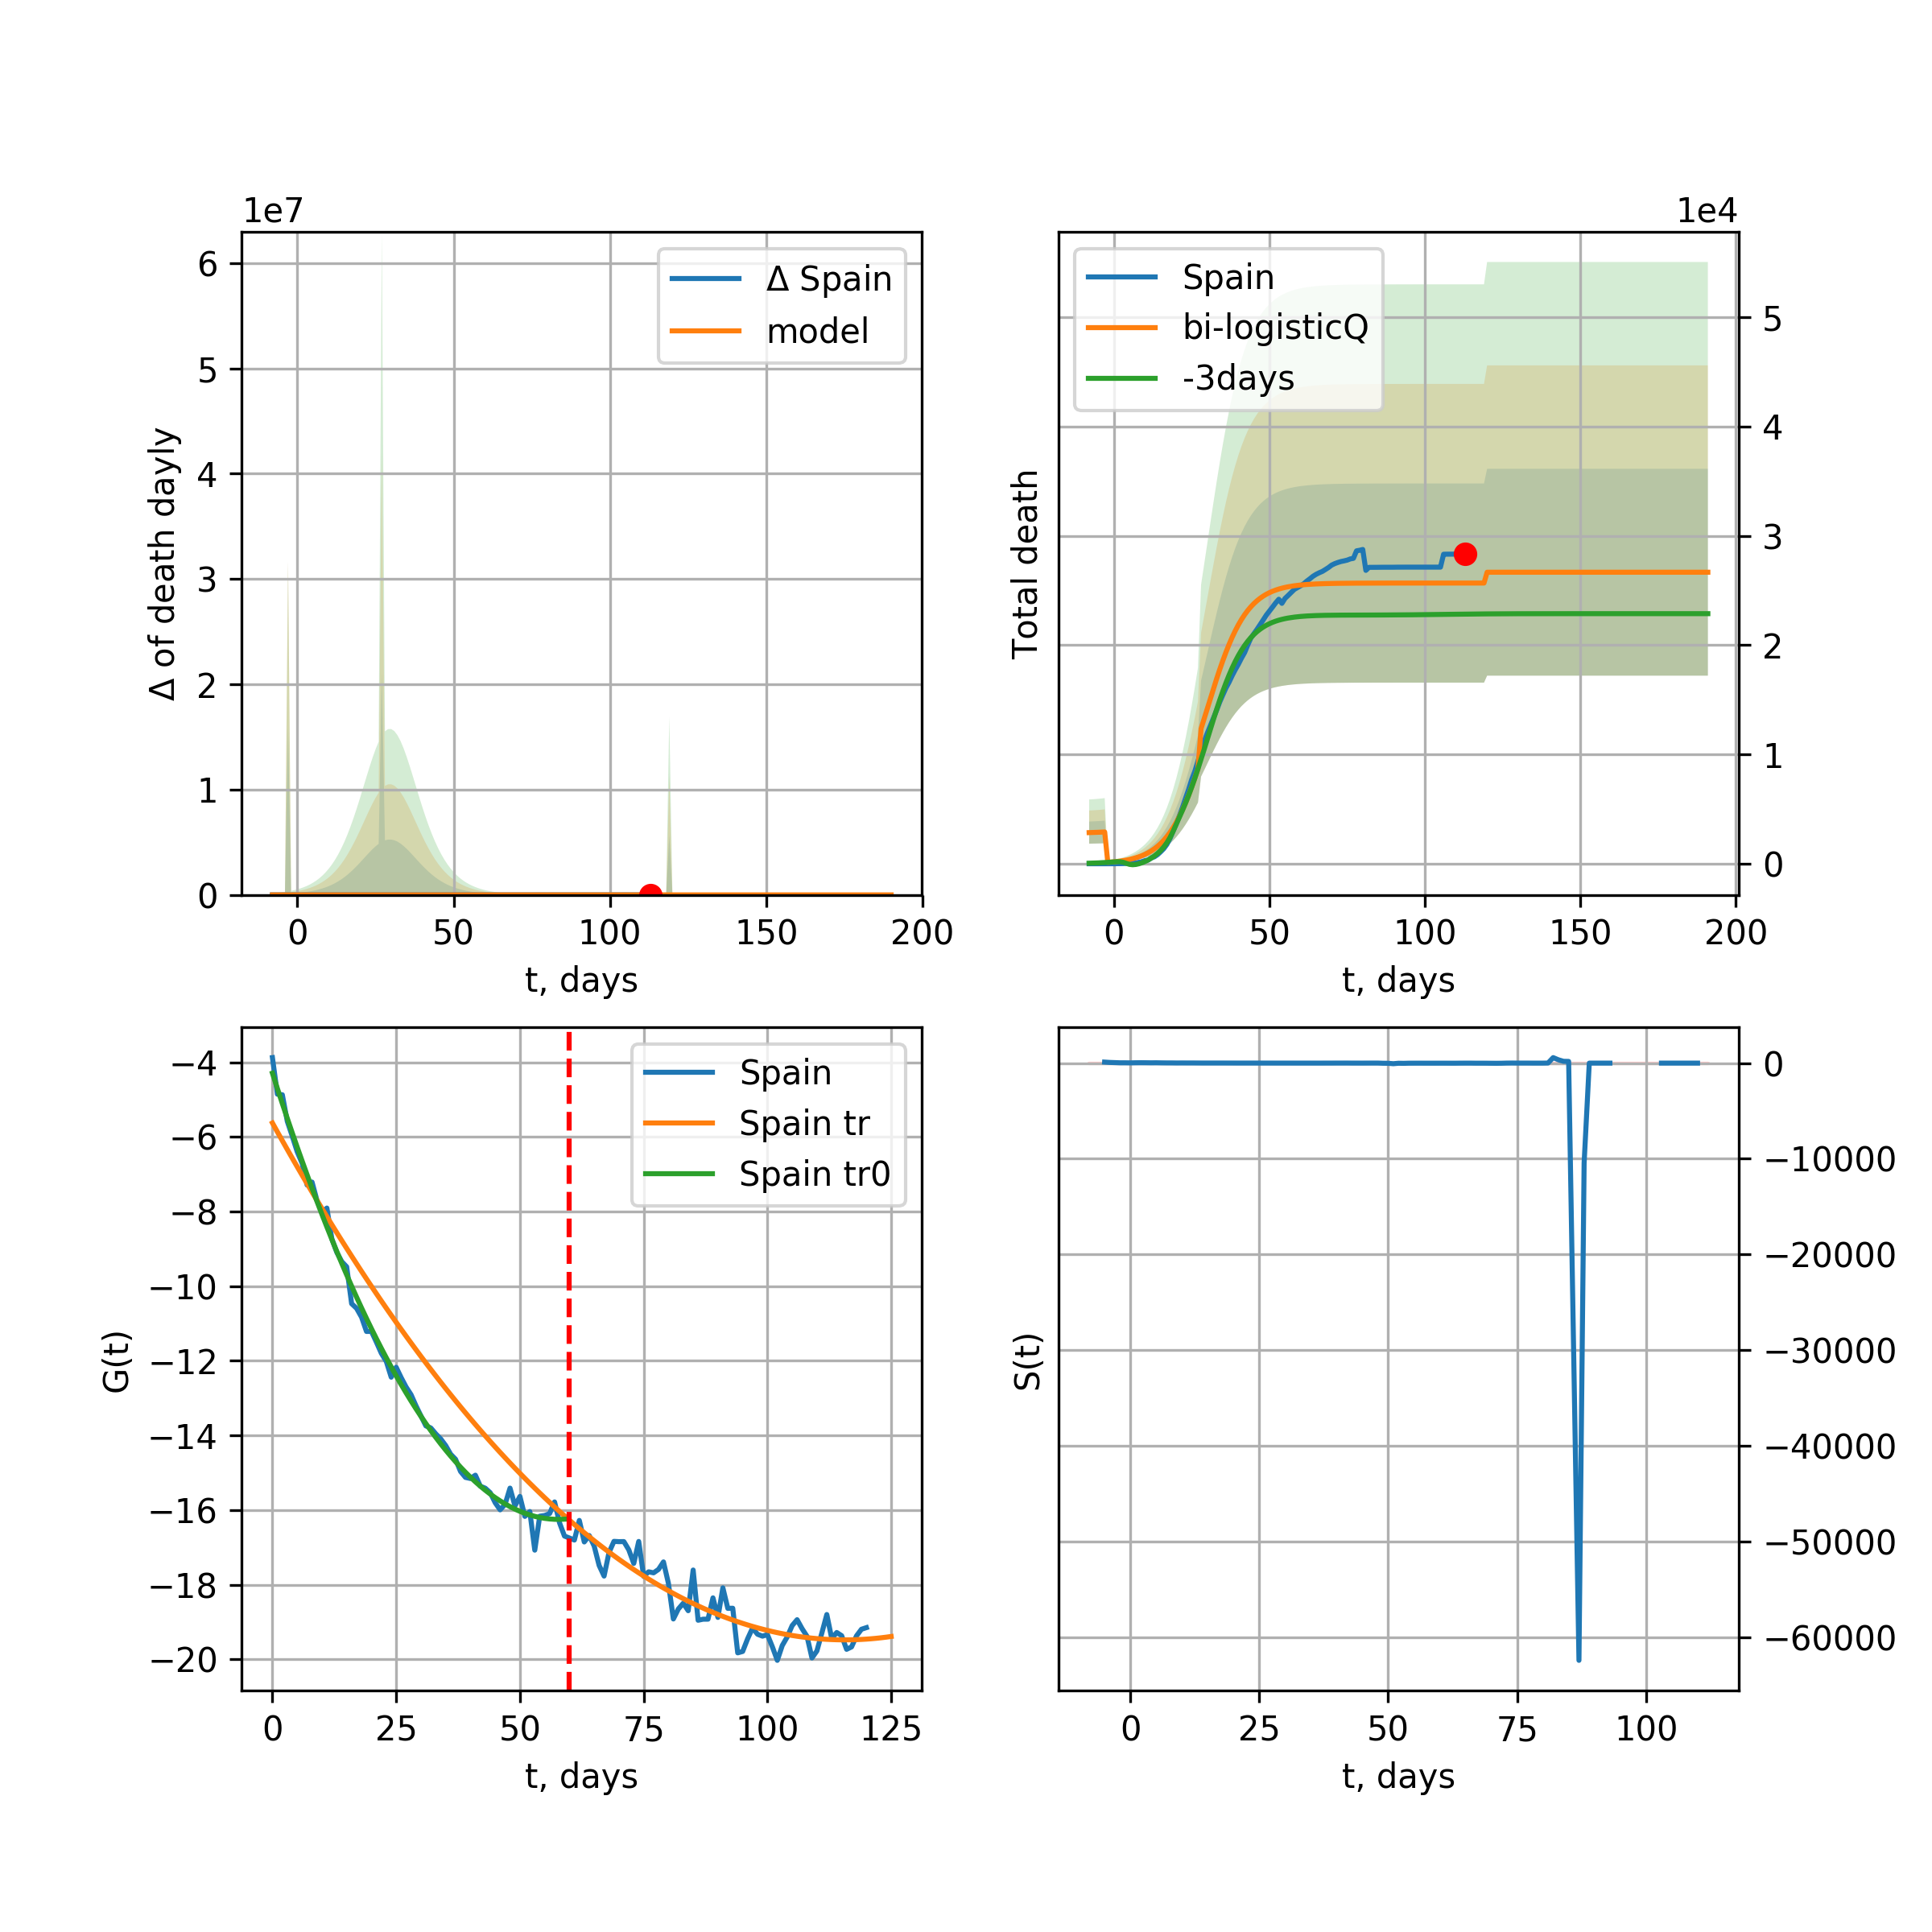 1e7
6
5
4
3
2
1
0
Δ of death dayly
Δ Spain
model
0 50 100 150 200
t, days
1e4
5
4
3
2
1
0
Total death
Spain
bi-logisticQ
-3days
0 50 100 150 200
t, days
−4
−6
−8
−10
−12
−14
−16
−18
−20
G(t)
Spain
Spain tr
Spain tr0
0 25 50 75 100 125
t, days
0
−10000
−20000
−30000
−40000
−50000
−60000
S(t)
0 25 50 75 100
t, days